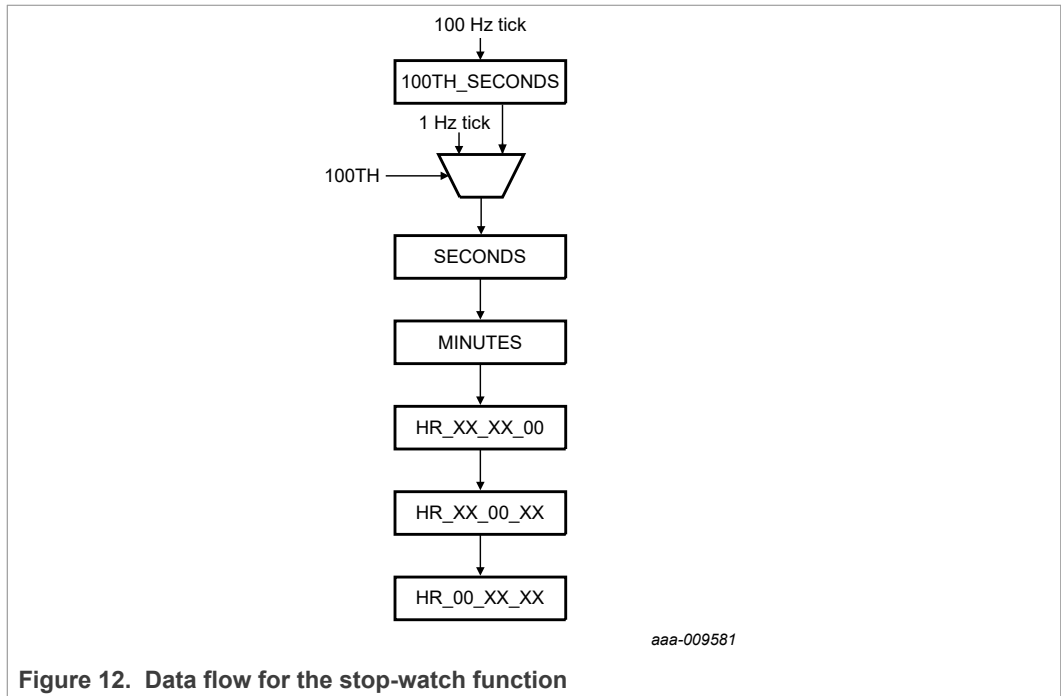 100 Hz tick
100TH_SECONDS
1 Hz tick
100TH
SECONDS
MINUTES
HR_XX_XX_00
HR_XX_00_XX
HR_00_XX_XX
aaa-009581
Figure 12. Data flow for the stop-watch function